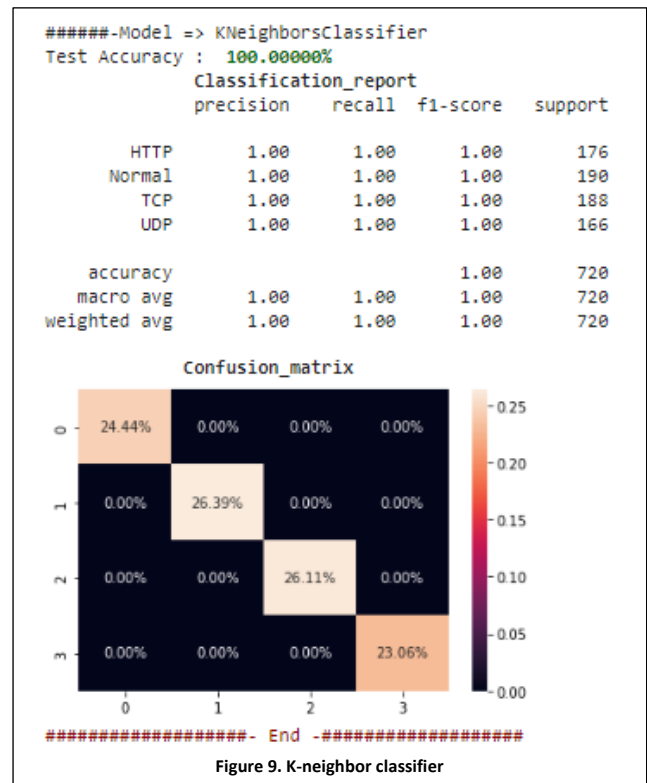 ######-Model => KNeighborsClassifier
Test Accuracy : 100.00000%
Classification_report
precision recall f1-score support
HTTP 1.00 1.00 1.00 176
Normal 1.00 1.00 1.00 190
TCP 1.00 1.00 1.00 188
UDP 1.00 1.00 1.00 166
accuracy 1.00 720
macro avg 1.00 1.00 1.00 720
weighted avg 1.00 1.00 1.00 720
Confusion_matrix
0 24.44% 0.00% 0.00% 0.00%
1 0.00% 26.39% 0.00% 0.00%
2 0.00% 0.00% 26.11% 0.00%
3 0.00% 0.00% 0.00% 23.06%
0 1 2 3
0.25
0.20
0.15
0.10
0.05
0.00
###################- End -###################
Figure 9. K-neighbor classifier